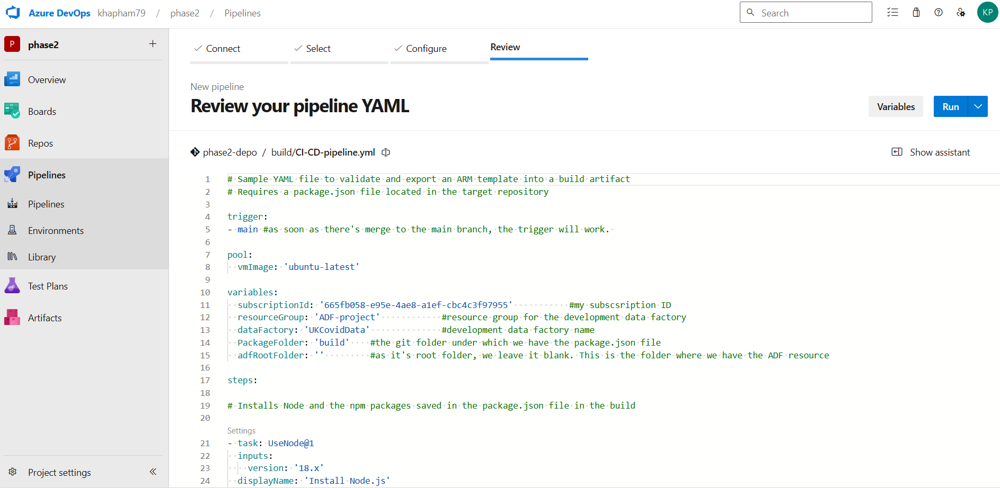 Azure DevOps khapham79 / phase2 / Pipelines
Search
KP
P phase2 +
Overview
Boards
Repos
Pipelines
Pipelines
Environments
Library
Test Plans
Artifacts
Project settings
Connect
Select
Configure
Review
New pipeline
Review your pipeline YAML
Variables
Run
phase2-depo / build/CI-CD-pipeline.yml
Show assistant
1 # Sample YAML file to validate and export an ARM template into a build artifact
2 # Requires a package.json file located in the target repository
3
4 trigger:
5 - main #as soon as there's merge to the main branch, the trigger will work.
6
7 pool:
8 vmImage: 'ubuntu-latest'
9
10 variables:
11 subscriptionId: '665fb058-e95e-4ae8-a1ef-cbc4c3f97955' #my subscsription ID
12 resourceGroup: 'ADF-project' #resource group for the development data factory
13 dataFactory: 'UKCovidData' #development data factory name
14 PackageFolder: 'build' #the git folder under which we have the package.json file
15 adfRootFolder: '' #as it's root folder, we leave it blank. This is the folder where we have the ADF resource
16
17 steps:
18
19 # Installs Node and the npm packages saved in the package.json file in the build
20
Settings
21 - task: UseNode@1
22 inputs:
23 version: '18.x'
24 displayName: 'Install Node.js'